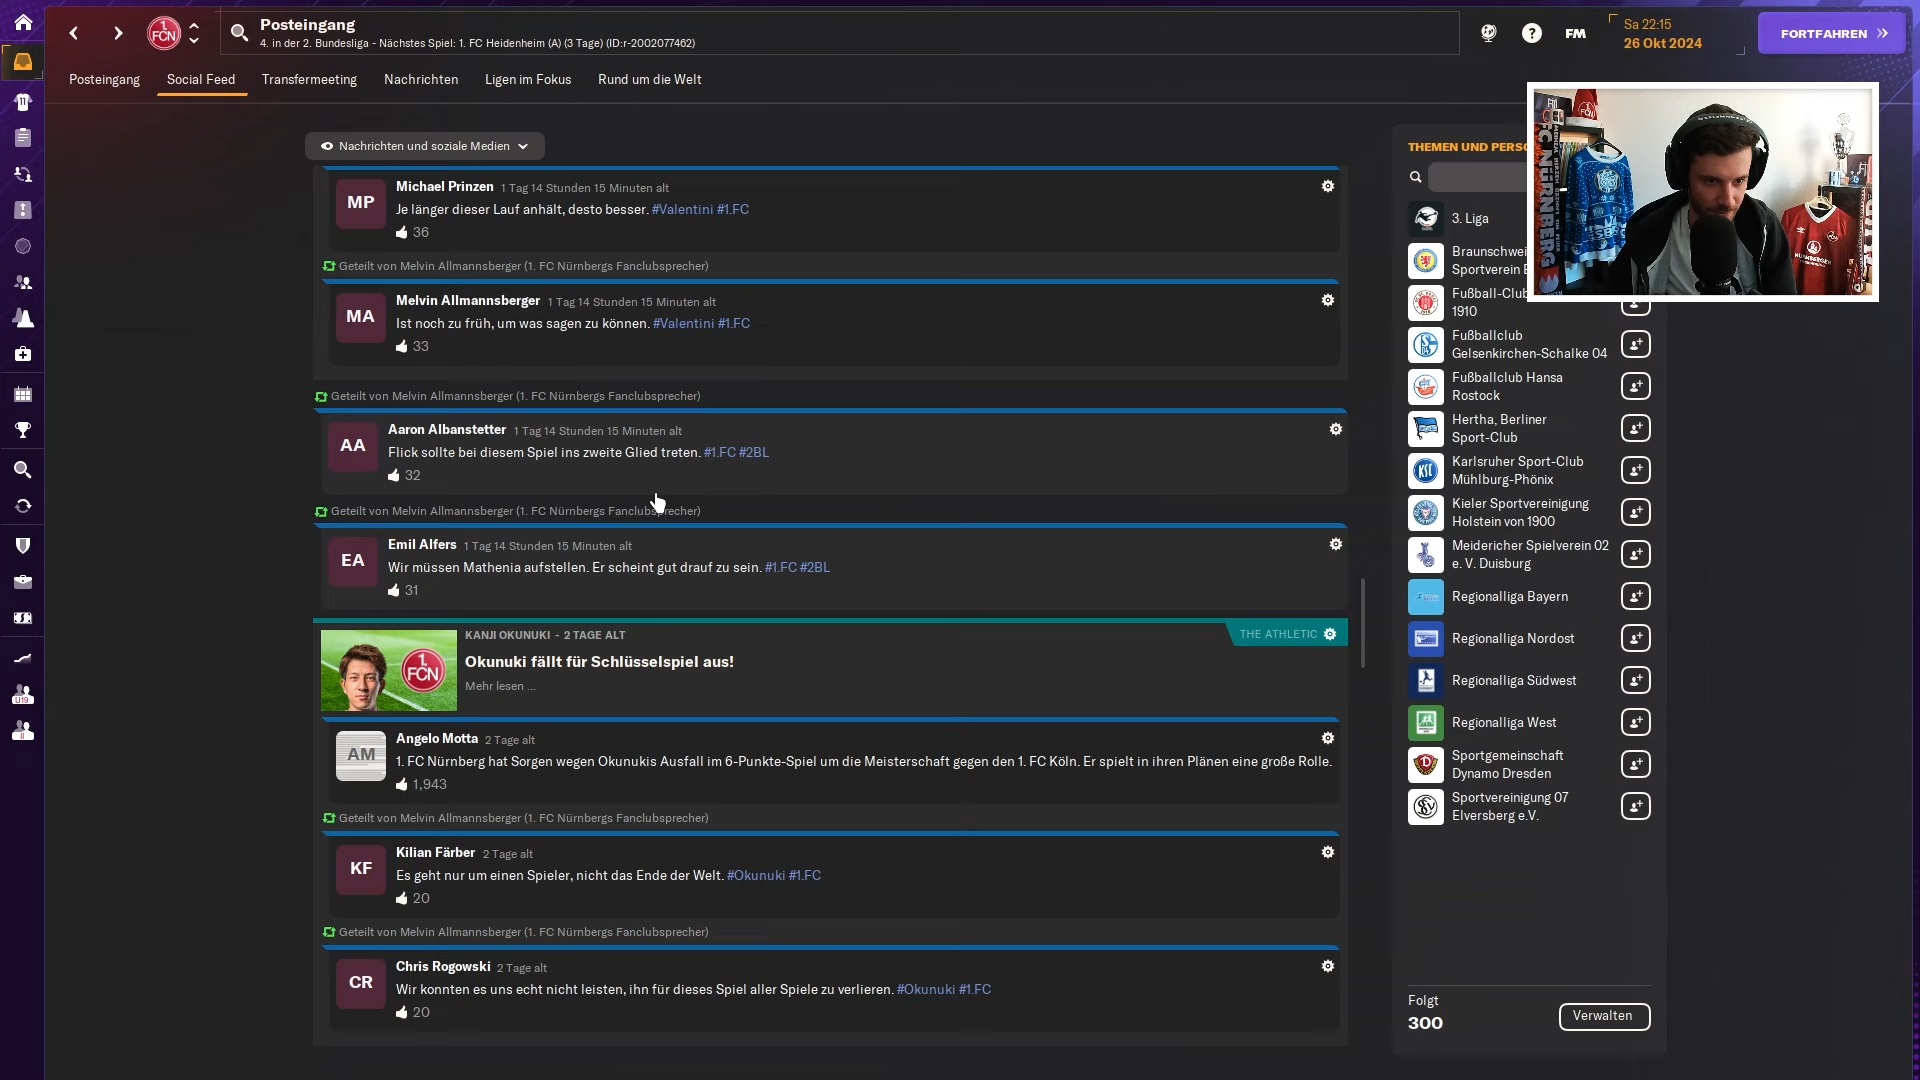 Posteingang
4. in der 2. Bundesliga - Nächstes Spiel: 1. FC Heidenheim (A) (3 Tage) (ID:r-2002077462)
FM
Sa 22:15
26 Okt 2024
FORTFAHREN
Posteingang
Social Feed
Transfermeeting
Nachrichten
Ligen im Fokus
Rund um die Welt
Nachrichten und soziale Medien
MP
Michael Prinzen 1 Tag 14 Stunden 15 Minuten alt
Je länger dieser Lauf anhält, desto besser. #Valentini #1.FC
36
Geteilt von Melvin Allmannsberger (1. FC Nürnbergs Fanclubsprecher)
MA
Melvin Allmannsberger 1 Tag 14 Stunden 15 Minuten alt
Ist noch zu früh, um was sagen zu können. #Valentini #1.FC
33
Geteilt von Melvin Allmannsberger (1. FC Nürnbergs Fanclubsprecher)
AA
Aaron Albanstetter 1 Tag 14 Stunden 15 Minuten alt
Flick sollte bei diesem Spiel ins zweite Glied treten. #1.FC #2BL
32
Geteilt von Melvin Allmannsberger (1. FC Nürnbergs Fanclubsprecher)
EA
Emil Alfers 1 Tag 14 Stunden 15 Minuten alt
Wir müssen Mathenia aufstellen. Er scheint gut drauf zu sein. #1.FC #2BL
31
KANJI OKUNUKI - 2 TAGE ALT
THE ATHLETIC
Okunuki fällt für Schlüsselspiel aus!
Mehr lesen ...
AM
Angelo Motta 2 Tage alt
1. FC Nürnberg hat Sorgen wegen Okunukis Ausfall im 6-Punkte-Spiel um die Meisterschaft gegen den 1. FC Köln. Er spielt in ihren Plänen eine große Rolle.
1,943
Geteilt von Melvin Allmannsberger (1. FC Nürnbergs Fanclubsprecher)
KF
Kilian Färber 2 Tage alt
Es geht nur um einen Spieler, nicht das Ende der Welt. #Okunuki #1.FC
20
Geteilt von Melvin Allmannsberger (1. FC Nürnbergs Fanclubsprecher)
CR
Chris Rogowski 2 Tage alt
Wir konnten es uns echt nicht leisten, ihn für dieses Spiel aller Spiele zu verlieren. #Okunuki #1.FC
20
THEMEN UND
3. Liga
Sportverein
1910
Fußballclub
Gelsenkirchen-Schalke 04
Fußballclub Hansa
Rostock
Hertha, Berliner
Sport-Club
Karlsruher Sport-Club
Mühlburg-Phönix
Kieler Sportvereinigung
Holstein von 1900
Meidericher Spielverein 02
e. V. Duisburg
Regionalliga Bayern
Regionalliga Nordost
Regionalliga Südwest
Regionalliga West
Sportgemeinschaft
Dynamo Dresden
Sportvereinigung 07
Elversberg e.V.
Folgt
300
Verwalten
FC NÜRNBERG
U19
II
1.
FCN
1.
FCN